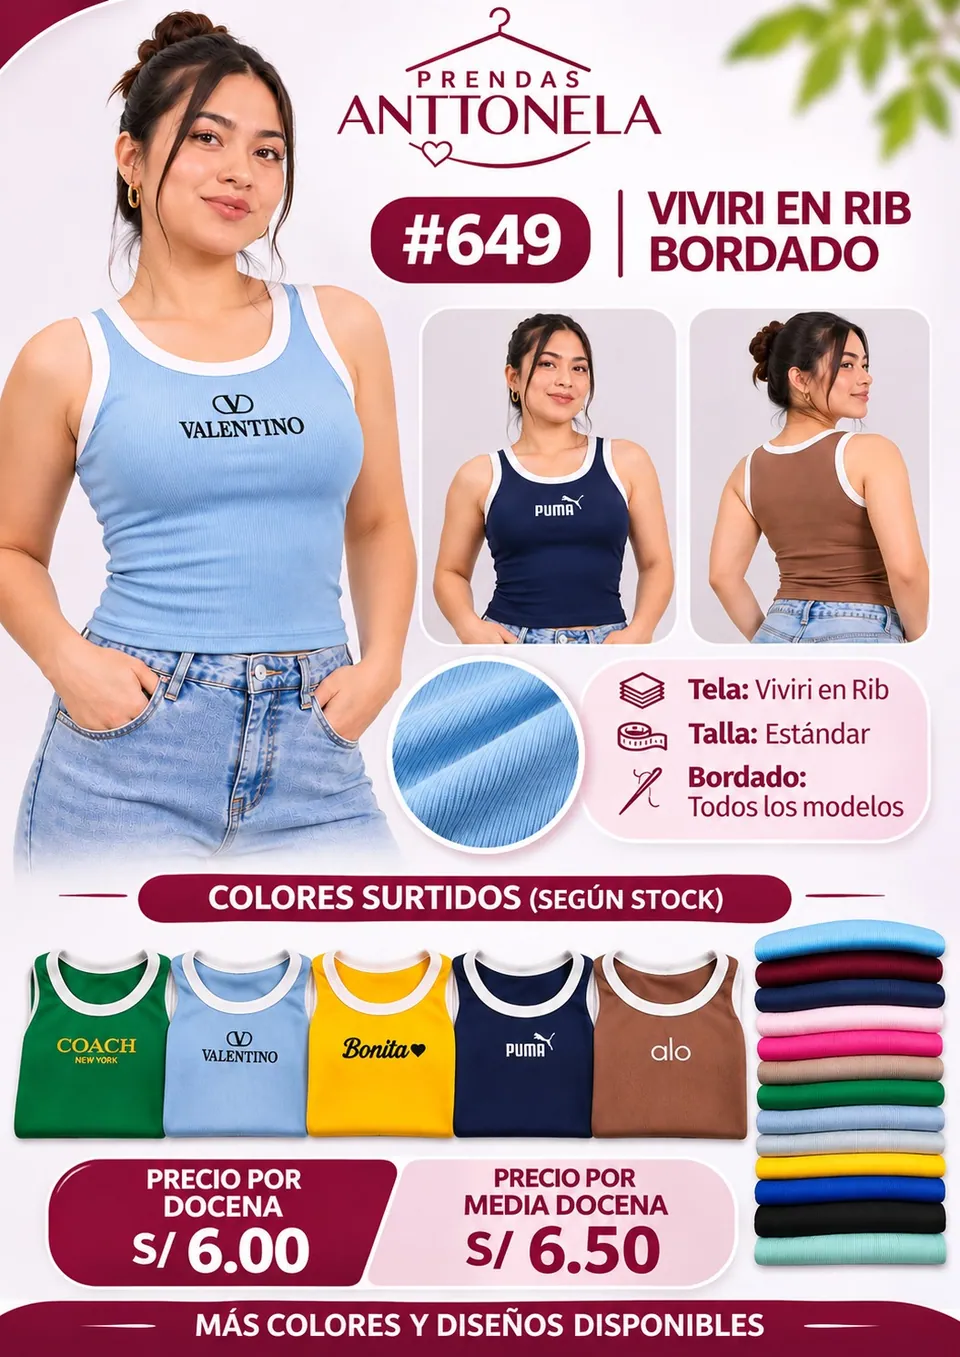 PRENDAS
ANTTONELA
#649
VIVIRI EN RIB
BORDADO
VALENTINO
PUMA
Tela: Viviri en Rib
Talla: Estándar
Bordado:
Todos los modelos
COLORES SURTIDOS (SEGÚN STOCK)
COACH
NEW YORK
VALENTINO
Bonita
PUMA
alo
PRECIO POR
DOCENA
S/ 6.00
PRECIO POR
MEDIA DOCENA
S/ 6.50
MÁS COLORES Y DISEÑOS DISPONIBLES